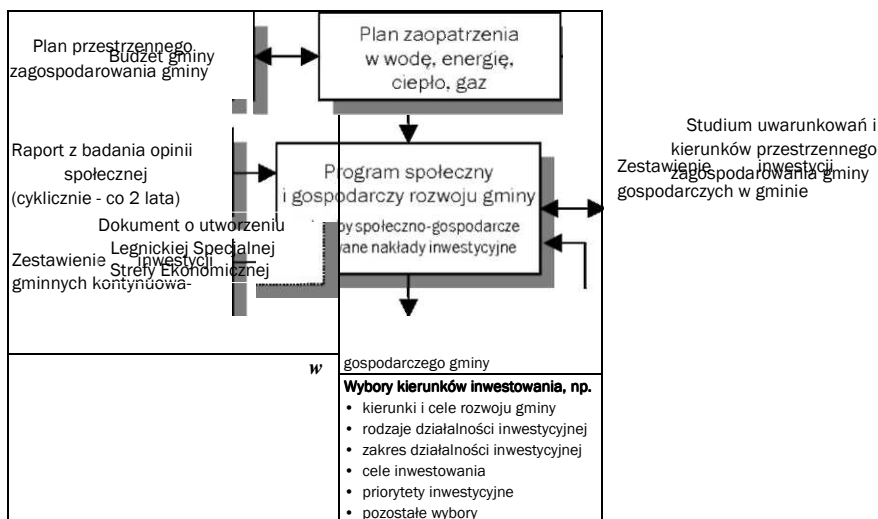 Plan przestrzennego
zagospodarowania gminy
Budżet gminy
Plan zaopatrzenia
w wodę, energię,
ciepło, gaz
Studium uwarunkowań i
kierunków przestrzennego
zagospodarowania gminy
Zestawienie inwestycji
gospodarczych w gminie
Raport z badania opinii
społecznej
(cyklicznie - co 2 lata)
Program społeczny
i gospodarczy rozwoju gminy
by społeczno-gospodarcze
wane nakłady inwestycyjne
Dokument o utworzeniu
Legnickiej Specjalnej
Strefy Ekonomicznej
Zestawienie inwestycji
gminnych kontynuowa-
w
gospodarczego gminy
Wybory kierunków inwestowania, np.
• kierunki i cele rozwoju gminy
• rodzaje działalności inwestycyjnej
• zakres działalności inwestycyjnej
• cele inwestowania
• priorytety inwestycyjne
• pozostałe wybory